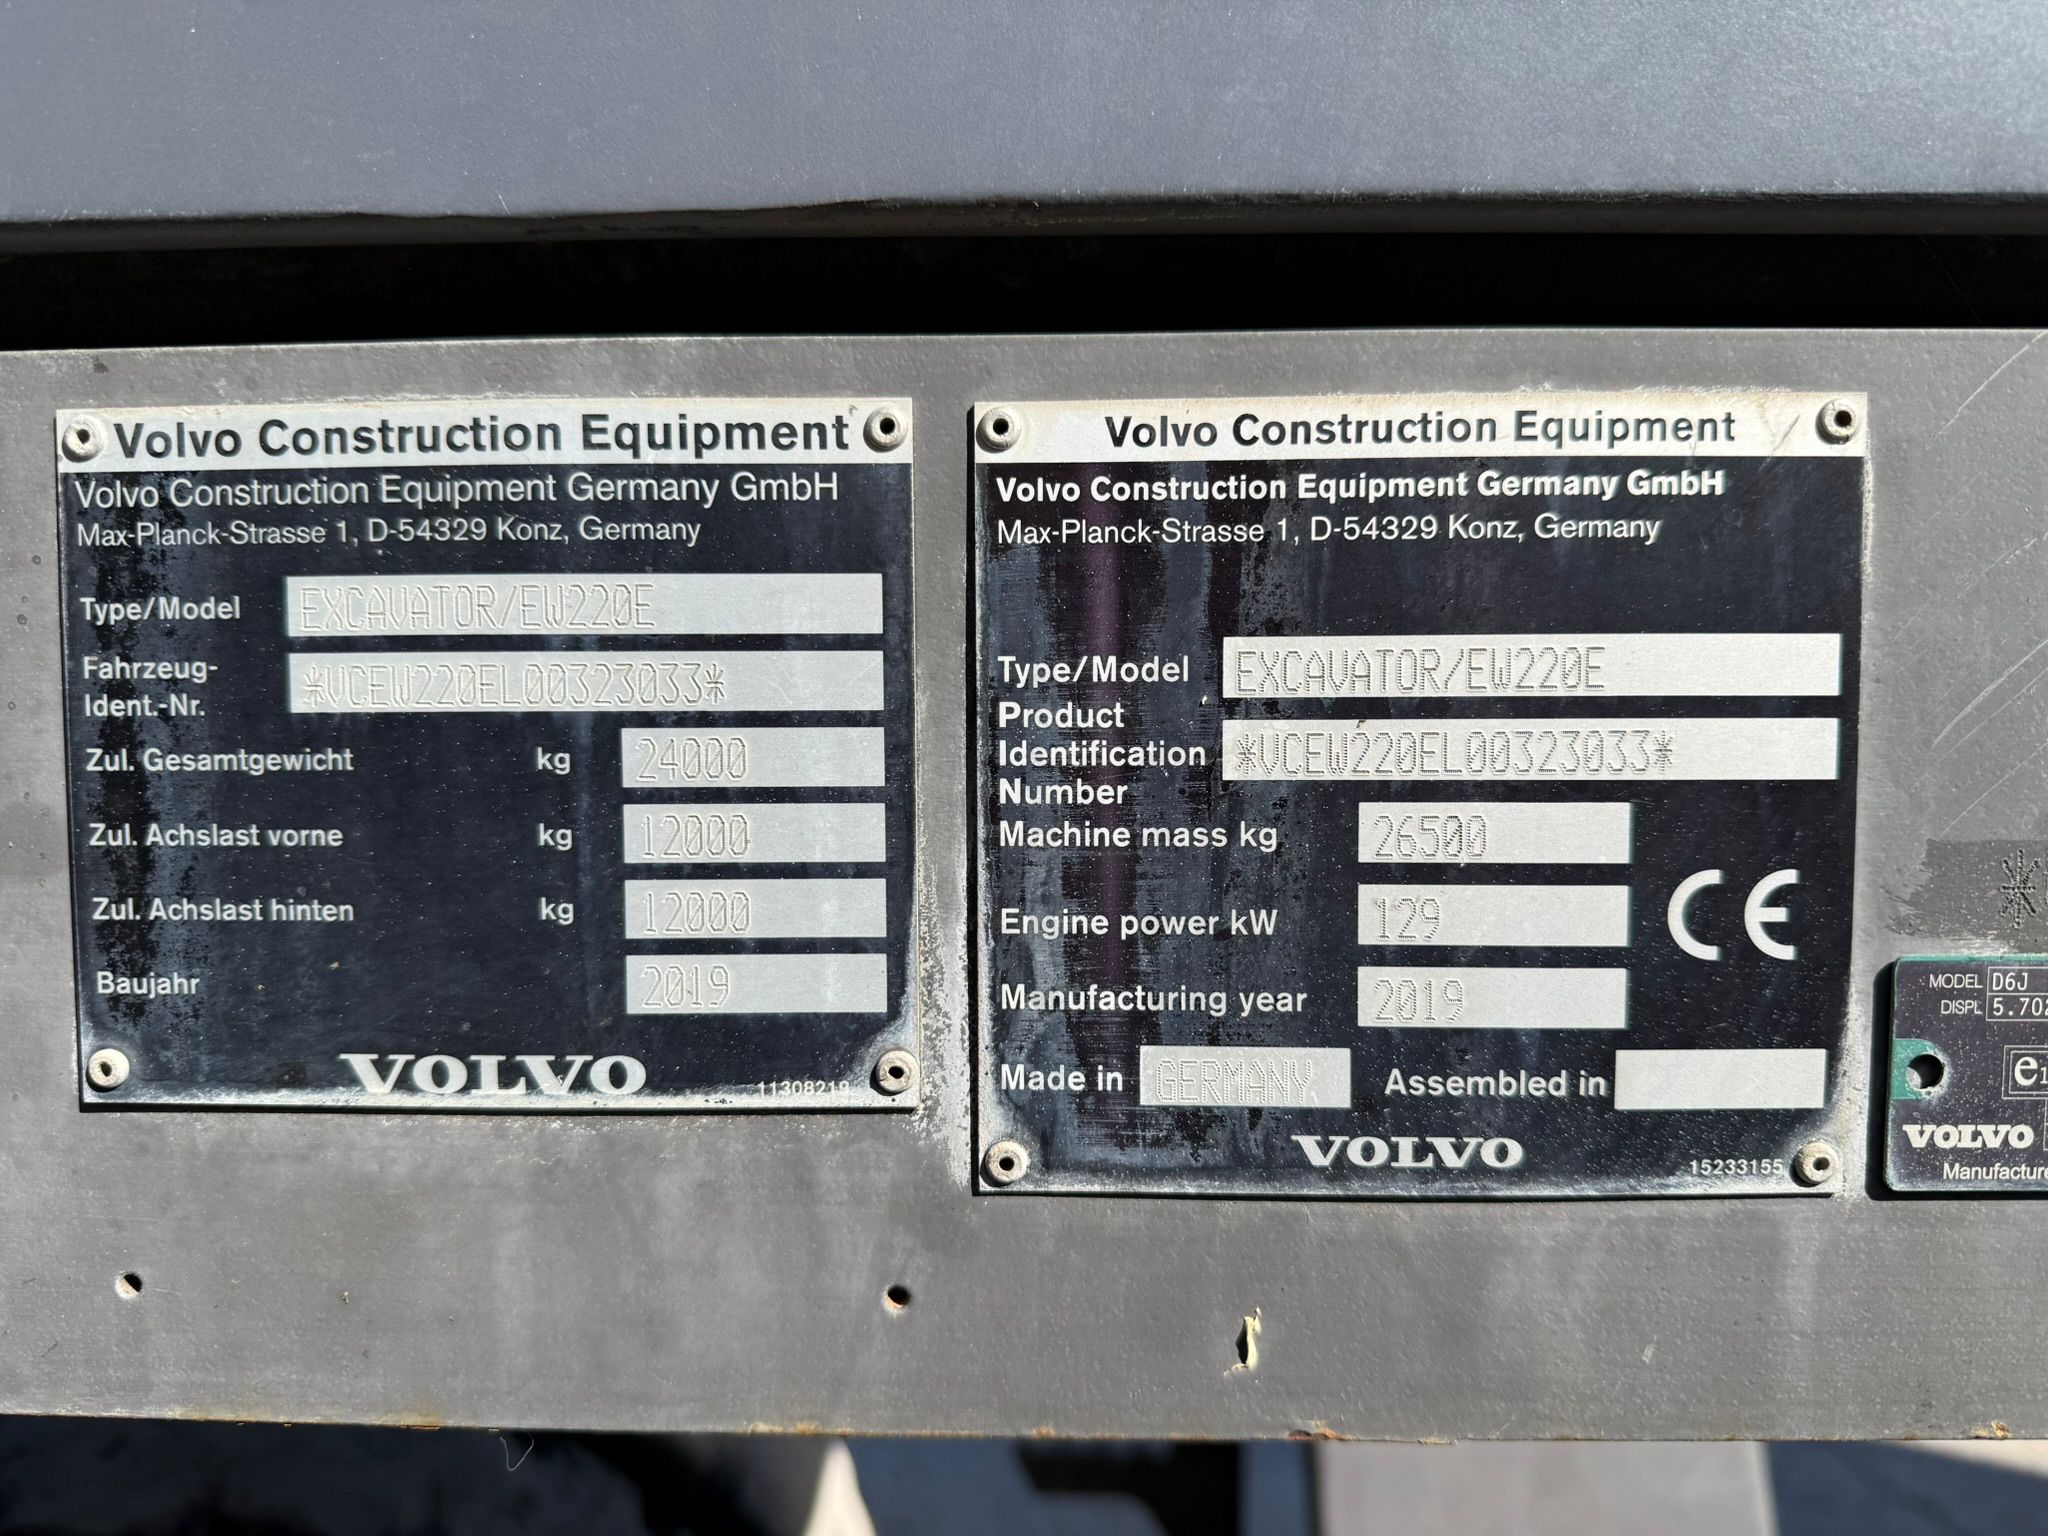 Volvo Construction Equipment
Volvo Construction Equipment Germany GmbH
Max-Planck-Strasse 1, D-54329 Konz, Germany
Type/Model EXCAVATOR/EW220E
Fahrzeug-
Ident.-Nr. *VCEW220EL00323033*
Zul. Gesamtgewicht kg 24000
Zul. Achslast vorne kg 12000
Zul. Achslast hinten kg 12000
Baujahr 2019
VOLVO 11308219
Volvo Construction Equipment
Volvo Construction Equipment Germany GmbH
Max-Planck-Strasse 1, D-54329 Konz, Germany
Type/Model EXCAVATOR/EW220E
Product
Identification *VCEW220EL00323033*
Number
Machine mass kg 26500
Engine power kW 129
CE
Manufacturing year 2019
Made in GERMANY Assembled in
VOLVO 15233155
MODEL D6J
DISPL 5.702
e1
VOLVO
Manufacture